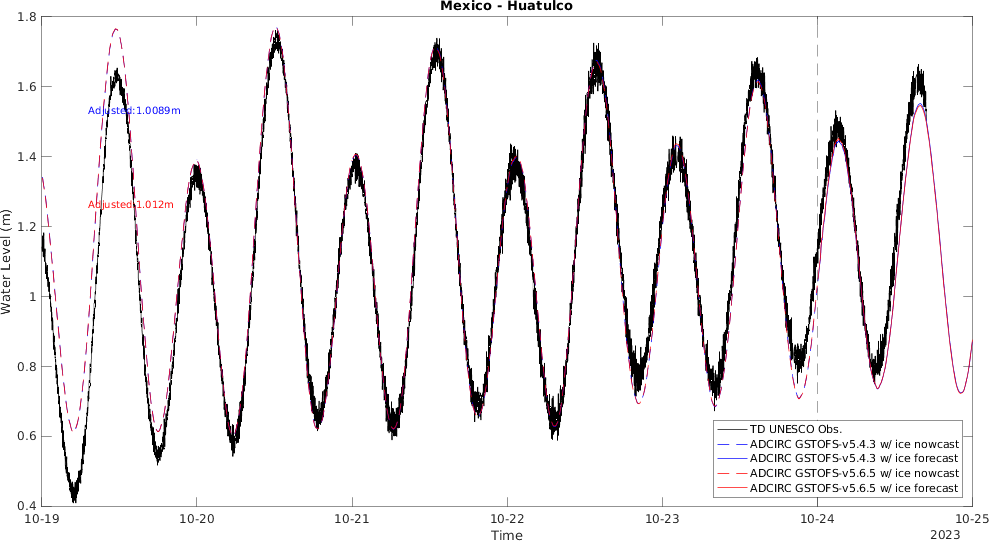 Mexico - Huatulco
1.8
1.6
1.4
1.2
1
0.8
0.6
0.4
Water Level (m)
Adjusted:1.0089m
Adjusted:1.012m
TD UNESCO Obs.
ADCIRC GSTOFS-v5.4.3 w/ ice nowcast
ADCIRC GSTOFS-v5.4.3 w/ ice forecast
ADCIRC GSTOFS-v5.6.5 w/ ice nowcast
ADCIRC GSTOFS-v5.6.5 w/ ice forecast
10-19 10-20 10-21 10-22 10-23 10-24 10-25
Time
2023